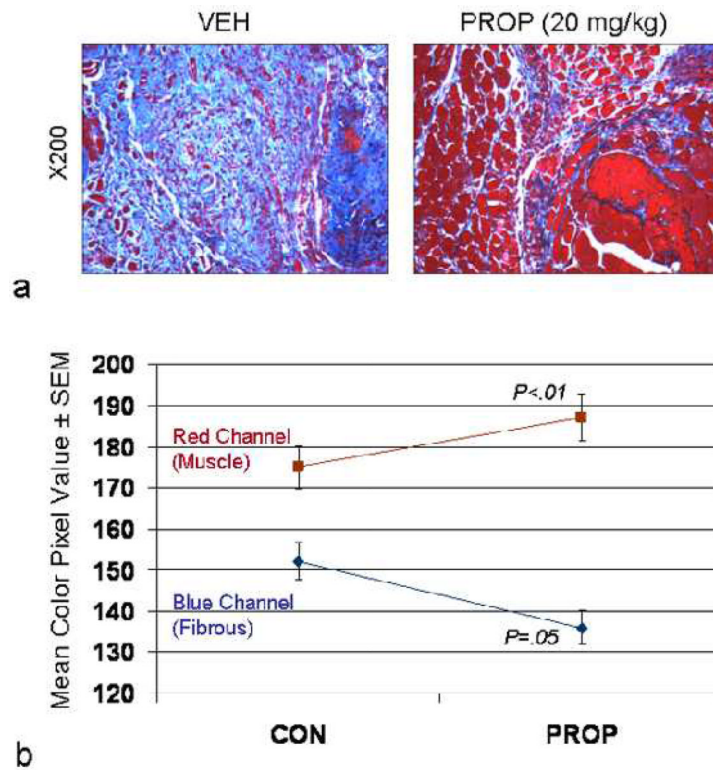 VEH
PROP (20 mg/kg)
X200
a
Mean Color Pixel Value ± SEM
200
190
180
170
160
150
140
130
120
P<.01
Red Channel
(Muscle)
Blue Channel
(Fibrous)
P=.05
CON
PROP
b